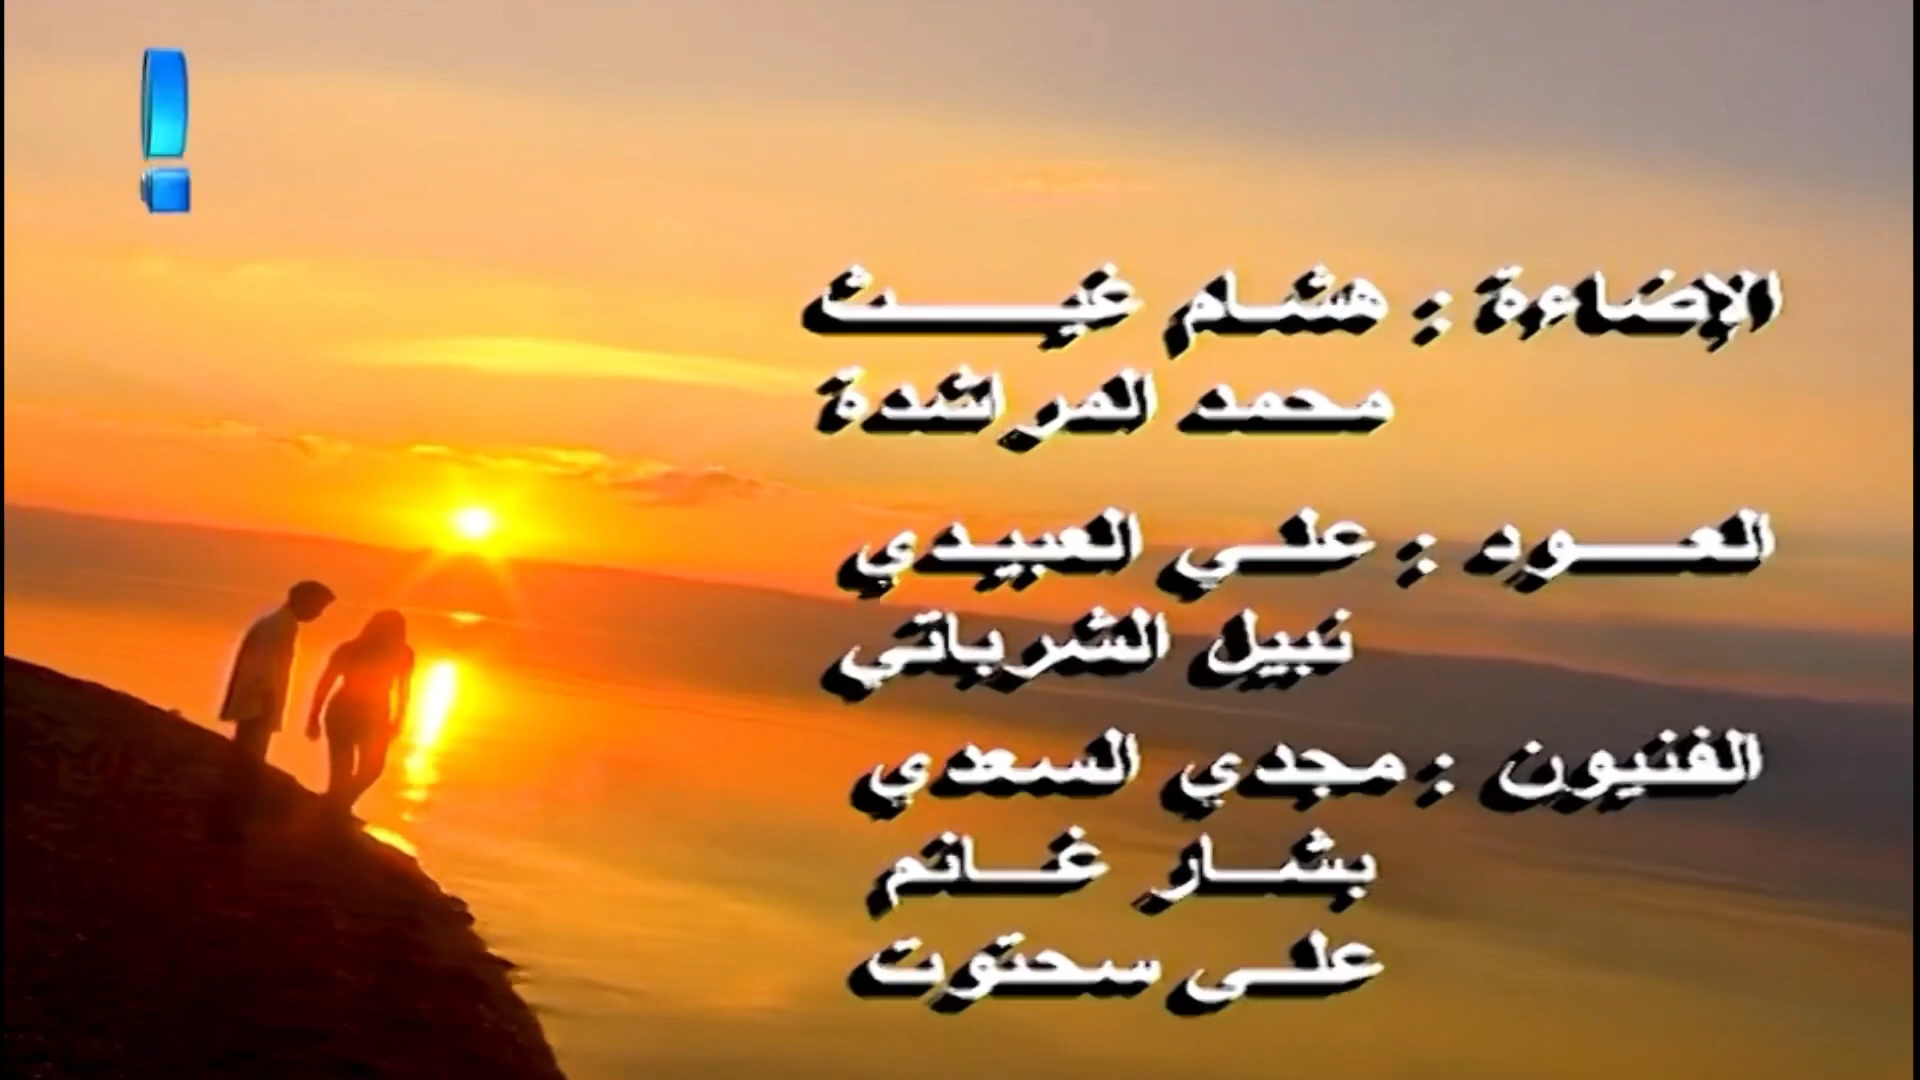 الإضاءة : هشام غيث
محمد المراشدة
العود : علي العبيدي
نبيل الشرباتي
الفنيون : مجدي السعدي
بشار غانم
على سحتوت